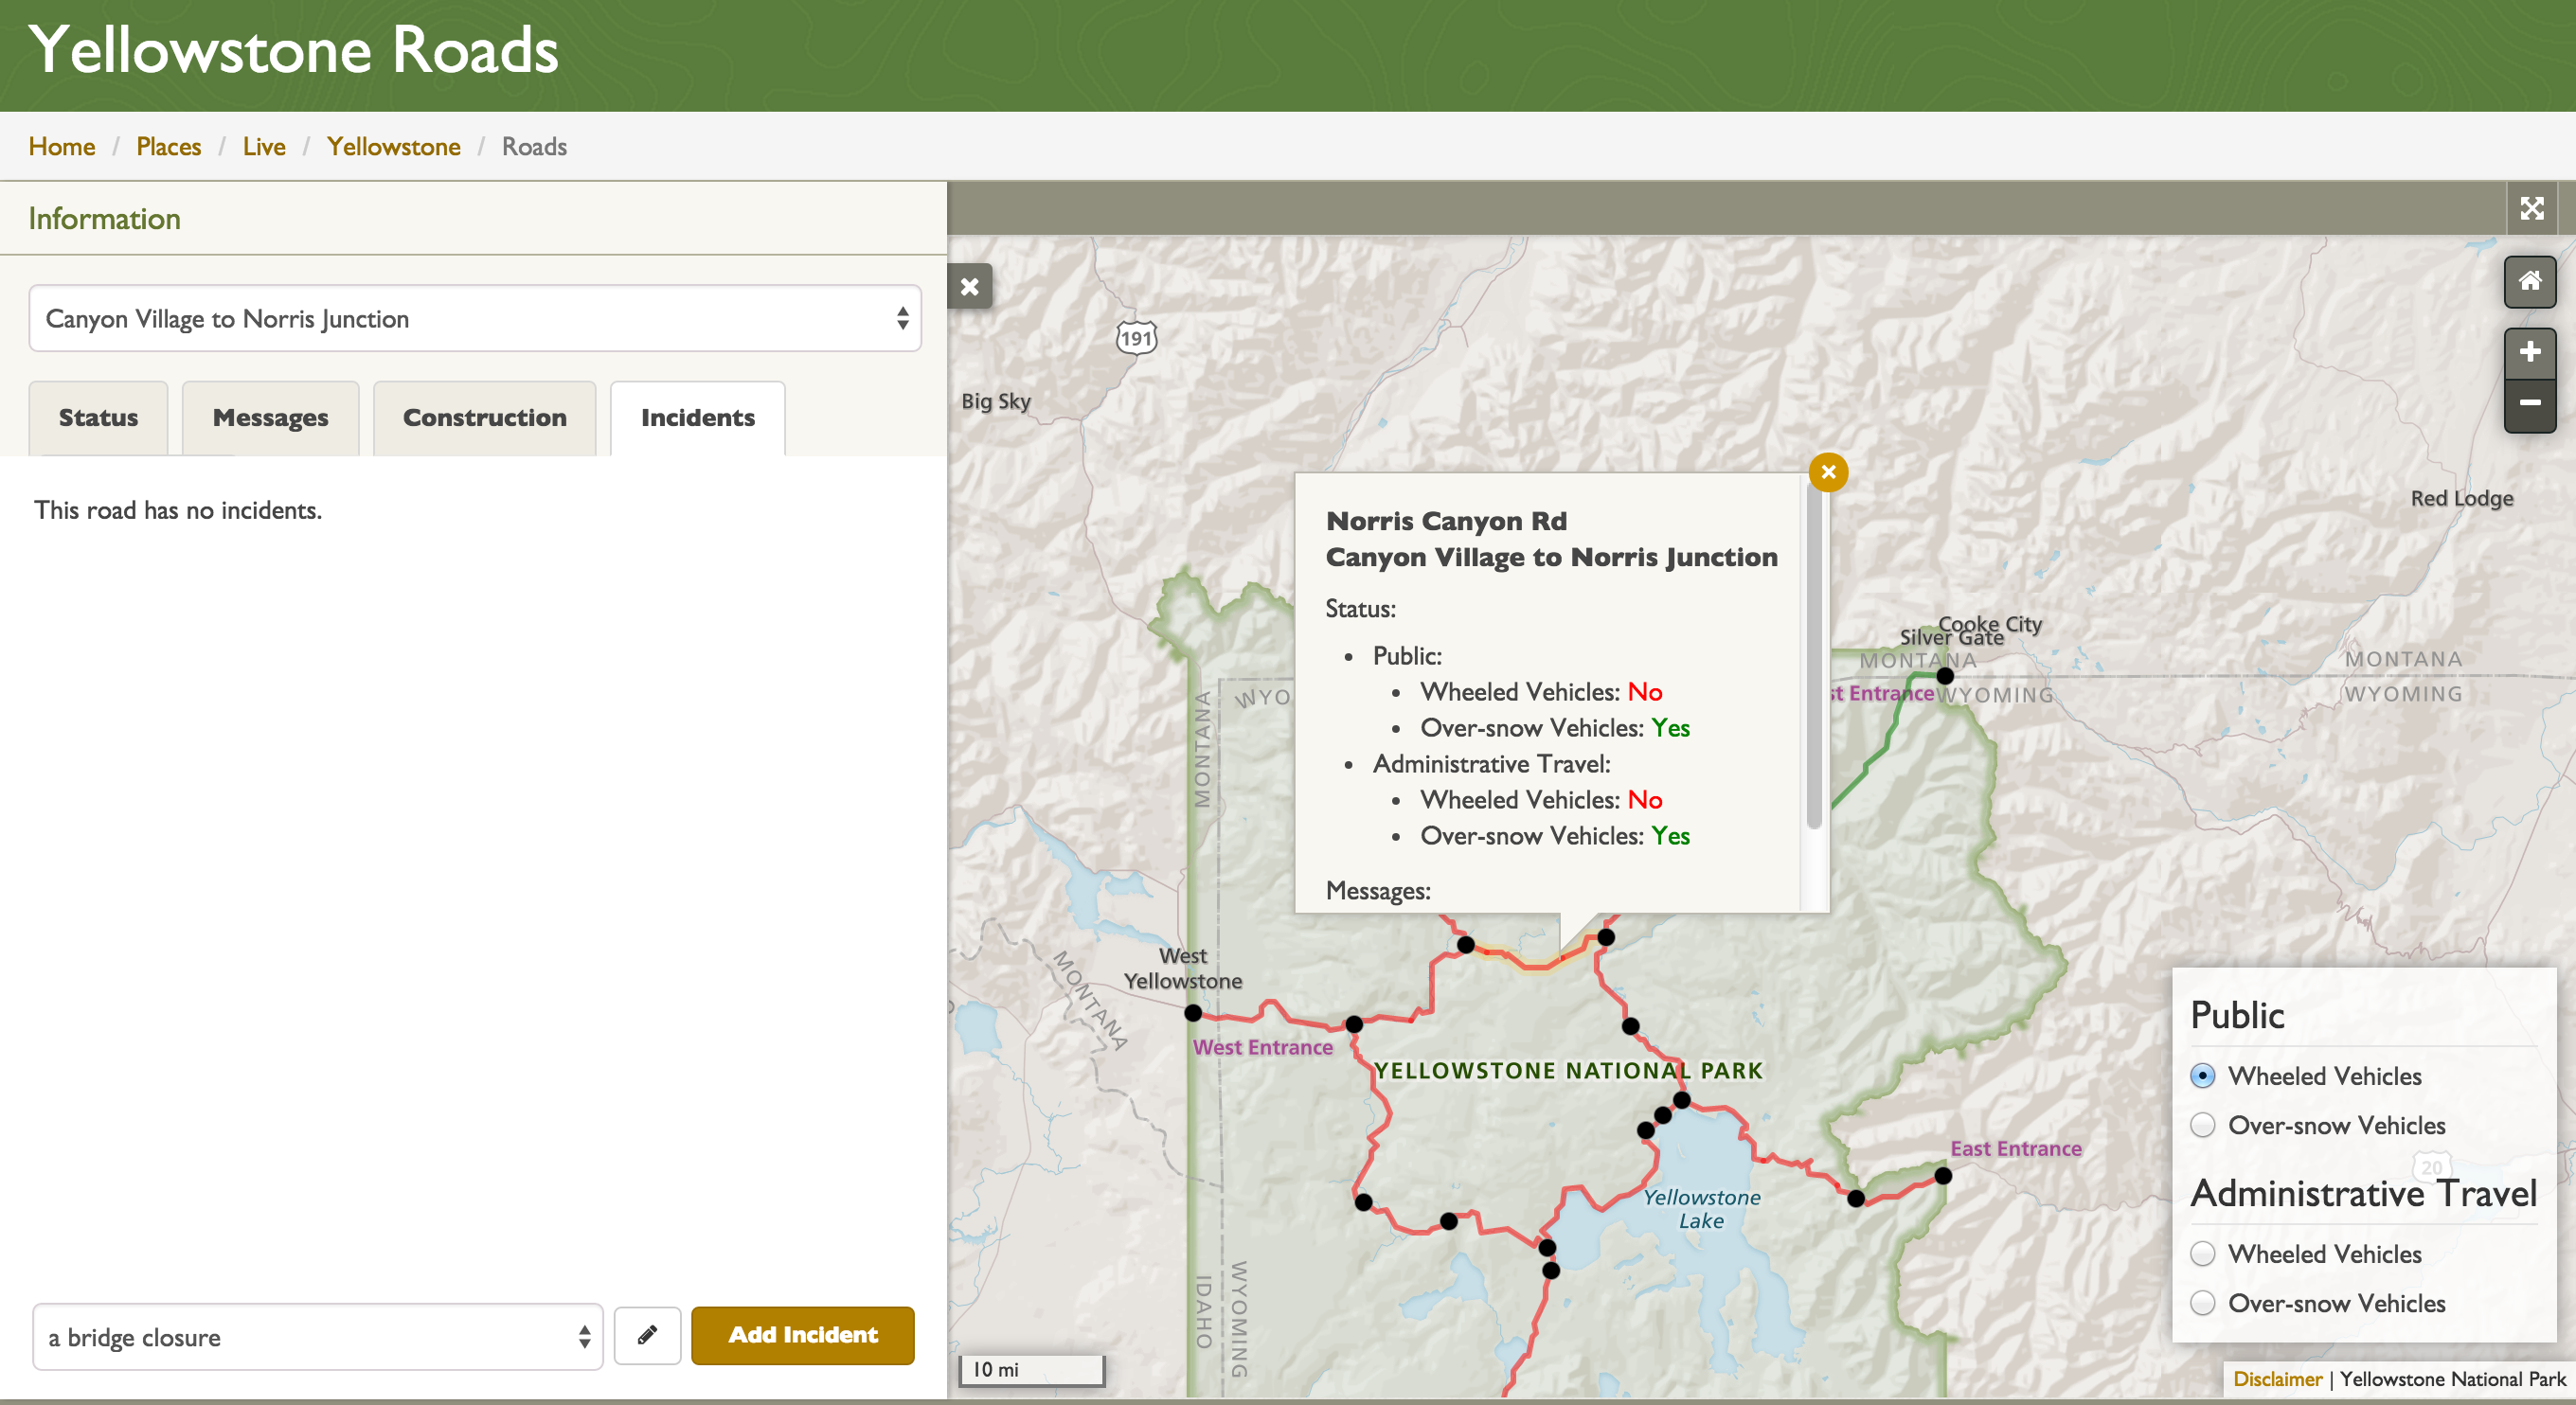 Yellowstone Roads
Home / Places / Live / Yellowstone / Roads
Information
Canyon Village to Norris Junction
Status
Messages
Construction
Incidents
This road has no incidents.
a bridge closure
Add Incident
191
Big Sky
Red Lodge
Norris Canyon Rd
Canyon Village to Norris Junction
Status:
• Public:
• Wheeled Vehicles: No
• Over-snow Vehicles: Yes
• Administrative Travel:
• Wheeled Vehicles: No
• Over-snow Vehicles: Yes
Messages:
Cooke City
Silver Gate
MONTANA
WYOMING
st Entrance
MONTANA
WYOMING
MONTANA
WYO
West
Yellowstone
MONTANA
West Entrance
YELLOWSTONE NATIONAL PARK
East Entrance
Yellowstone
Lake
IDAHO
WYOMING
10 mi
Public
Wheeled Vehicles
Over-snow Vehicles
20
Administrative Travel
Wheeled Vehicles
Over-snow Vehicles
Disclaimer | Yellowstone National Park